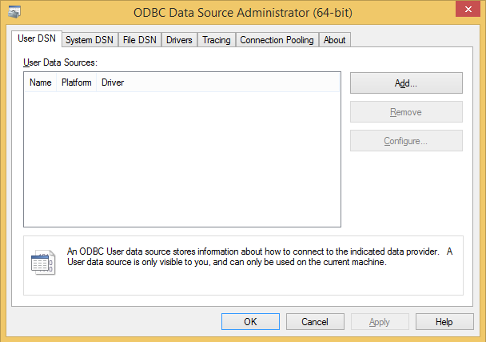 ODBC Data Source Administrator (64-bit)
User DSN System DSN File DSN Drivers Tracing Connection Pooling About
User Data Sources:
Name Platform Driver
Add...
Remove
Configure...
An ODBC User data source stores information about how to connect to the indicated data provider. A
User data source is only visible to you, and can only be used on the current machine.
OK Cancel Apply Help